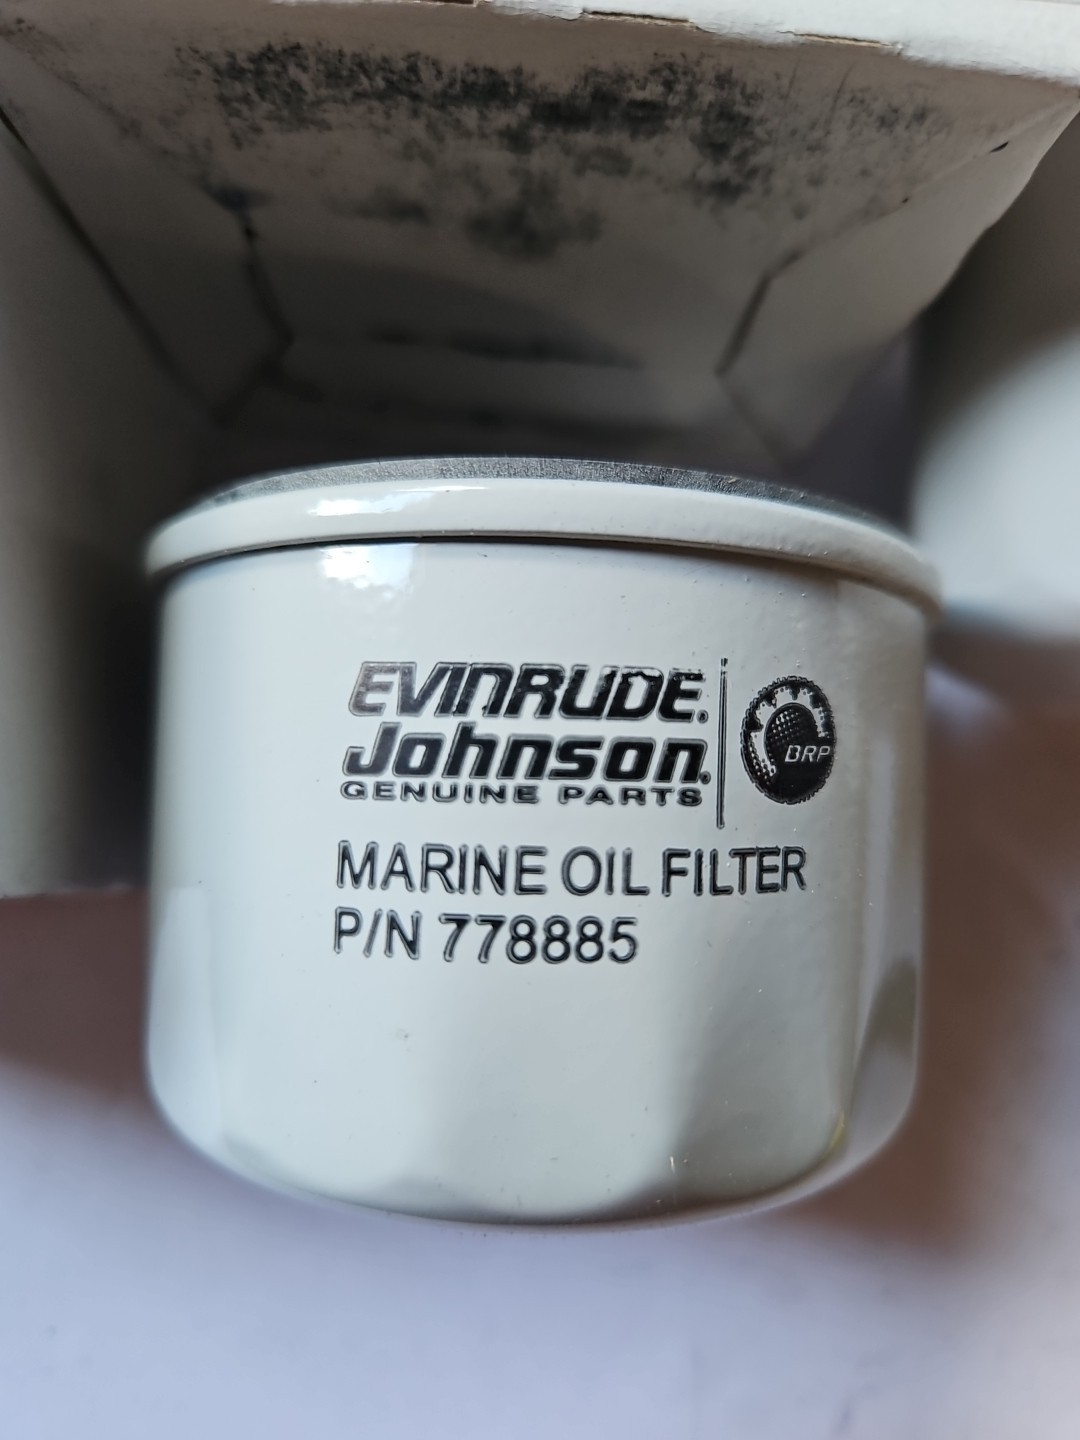 EVINRUDE.
Johnson.
GENUINE PARTS
BRP
MARINE OIL FILTER
P/N 778885